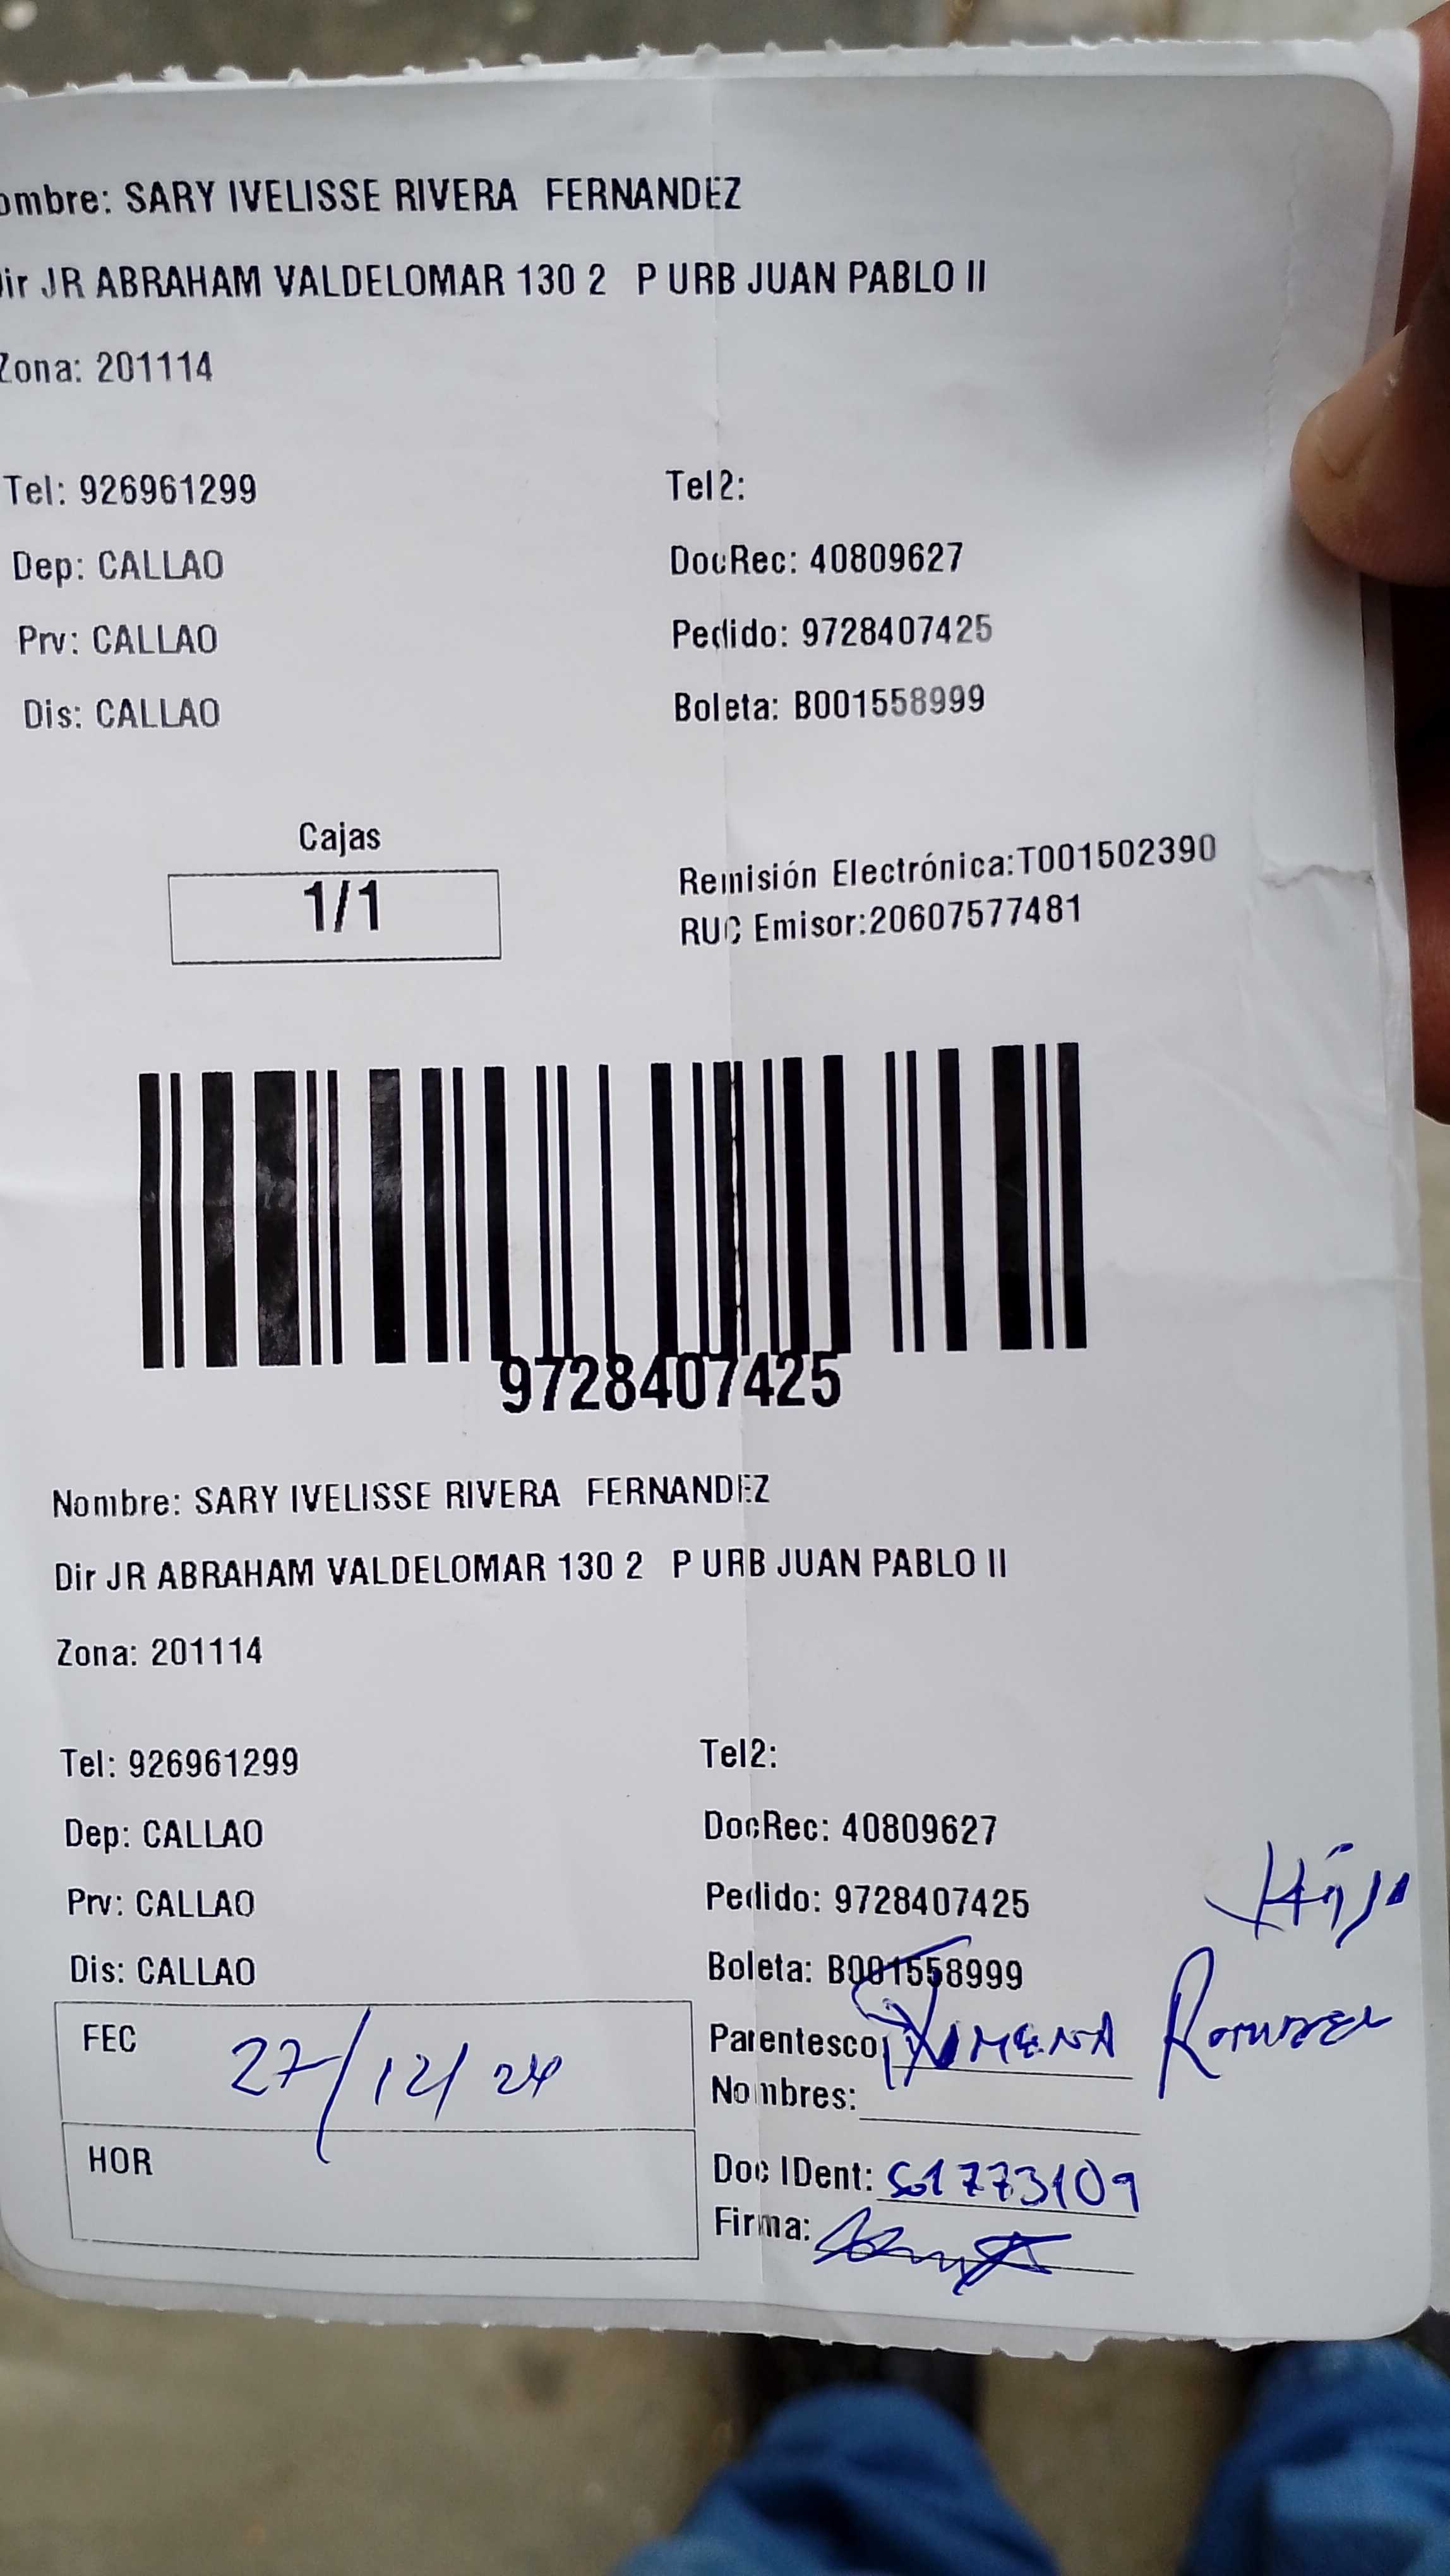 ombre: SARY IVELISSE RIVERA FERNANDEZ
ir JR ABRAHAM VALDELOMAR 130 2 P URB JUAN PABLO II
Zona: 201114
Tel: 926961299 Tel2:
Dep: CALLAO DocRec: 40809627
Prv: CALLAO Pedido: 9728407425
Dis: CALLAO Boleta: B001558999
Cajas
1/1
Remisión Electrónica:T001502390
RUC Emisor:20607577481
9728407425
Nombre: SARY IVELISSE RIVERA FERNANDEZ
Dir JR ABRAHAM VALDELOMAR 130 2 P URB JUAN PABLO II
Zona: 201114
Tel: 926961299 Tel2:
Dep: CALLAO DocRec: 40809627
Prv: CALLAO Pedido: 9728407425
Hija
Dis: CALLAO Boleta: B001558999
FEC 27/12/24
Parentesco XIMENA
Nombres:
HOR
Doc IDent: 61773109
Firma: